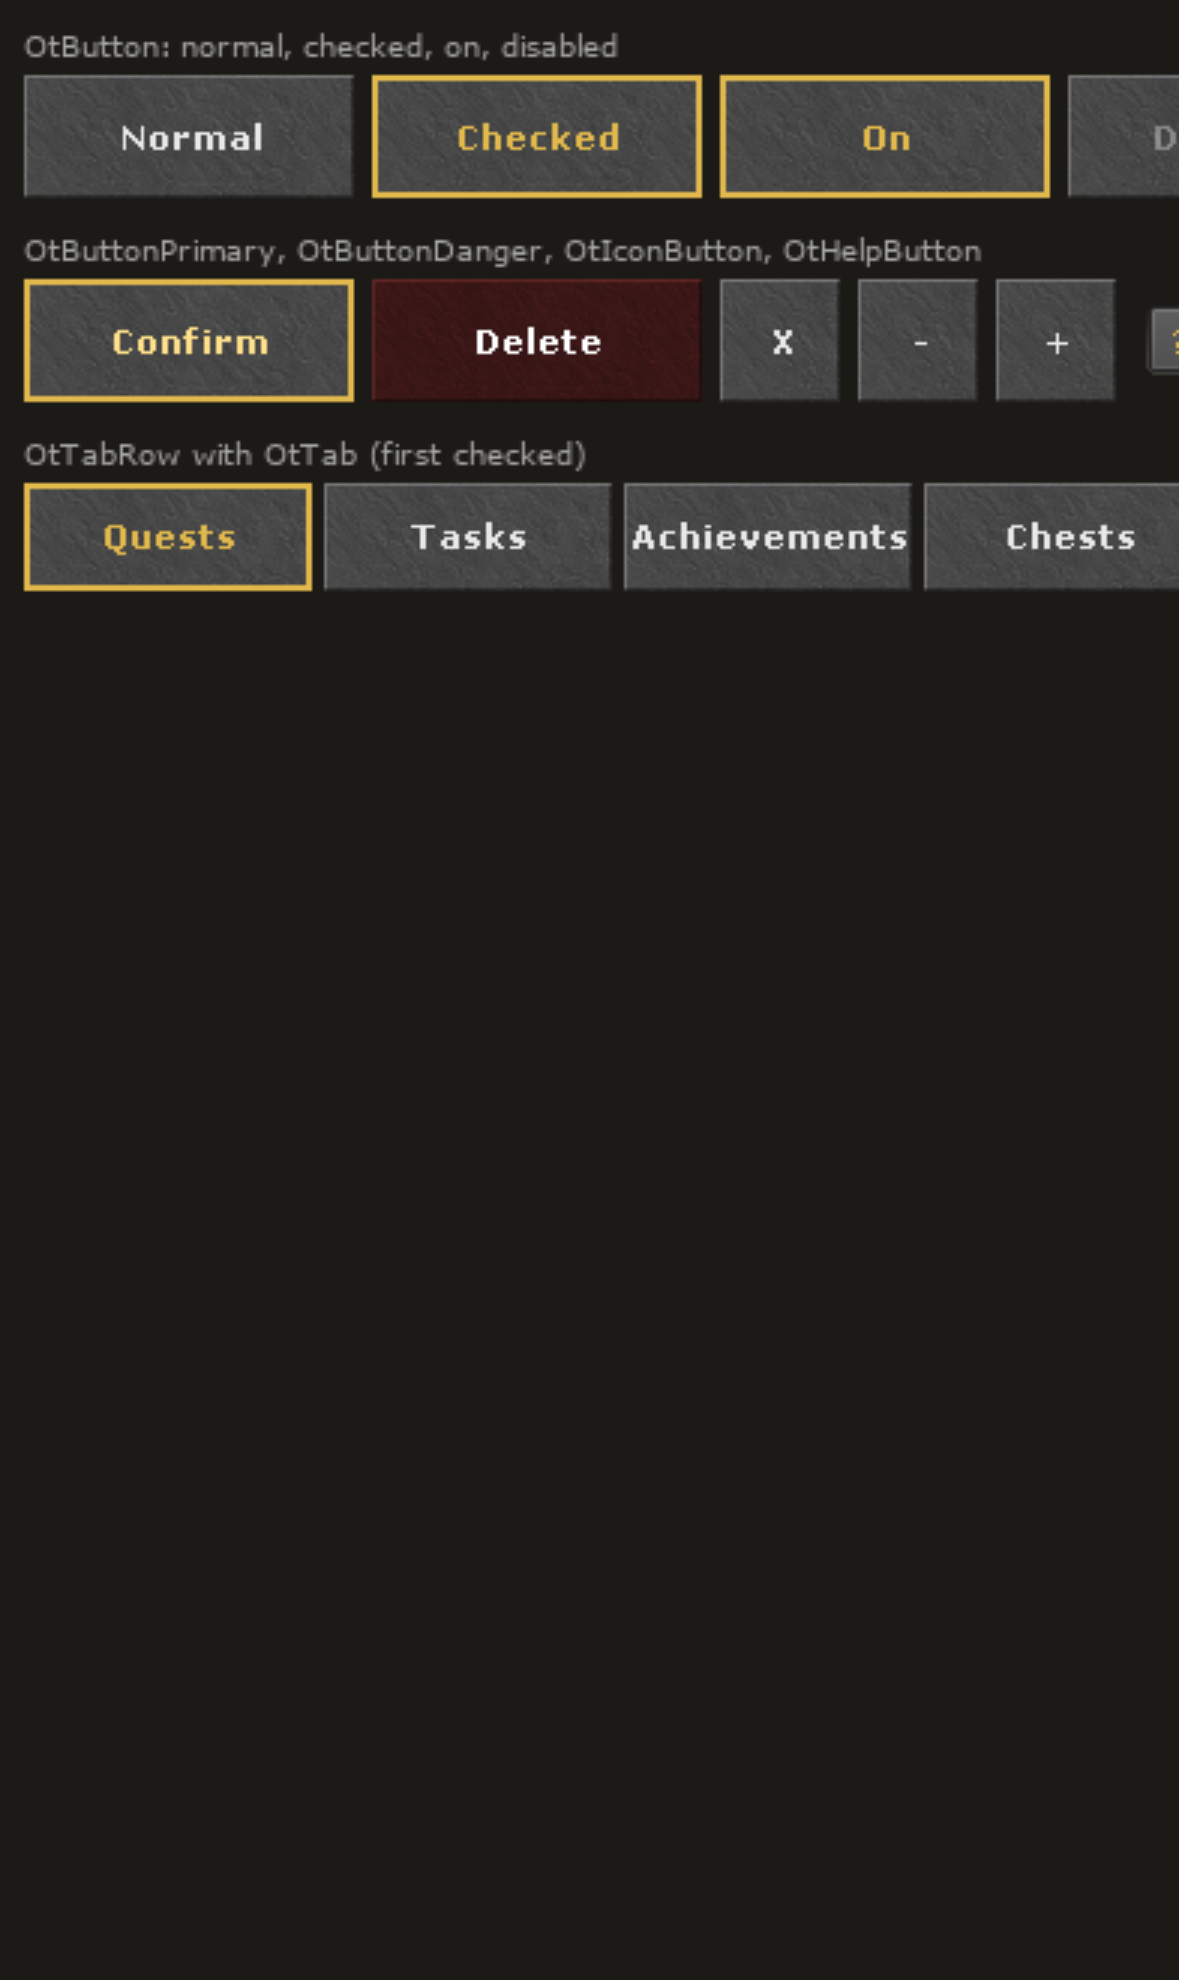 OtButton: normal, checked, on, disabled
Normal Checked On D
OtButtonPrimary, OtButtonDanger, OtIconButton, OtHelpButton
Confirm Delete X - + ?
OtTabRow with OtTab (first checked)
Quests Tasks Achievements Chests